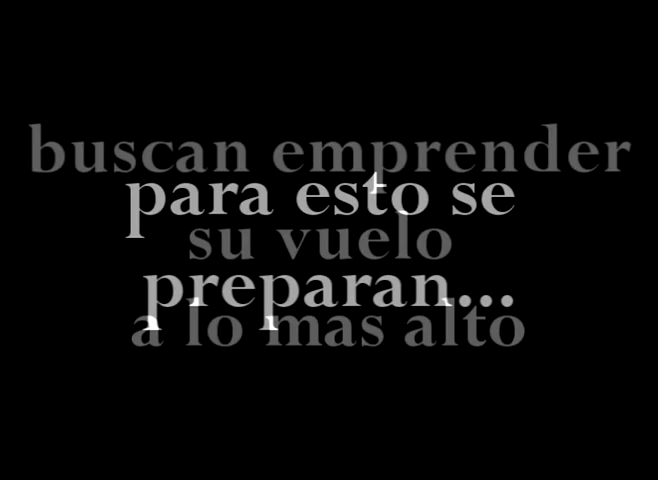 buscan emprender
para esto se
su vuelo
preparan...
a lo mas alto